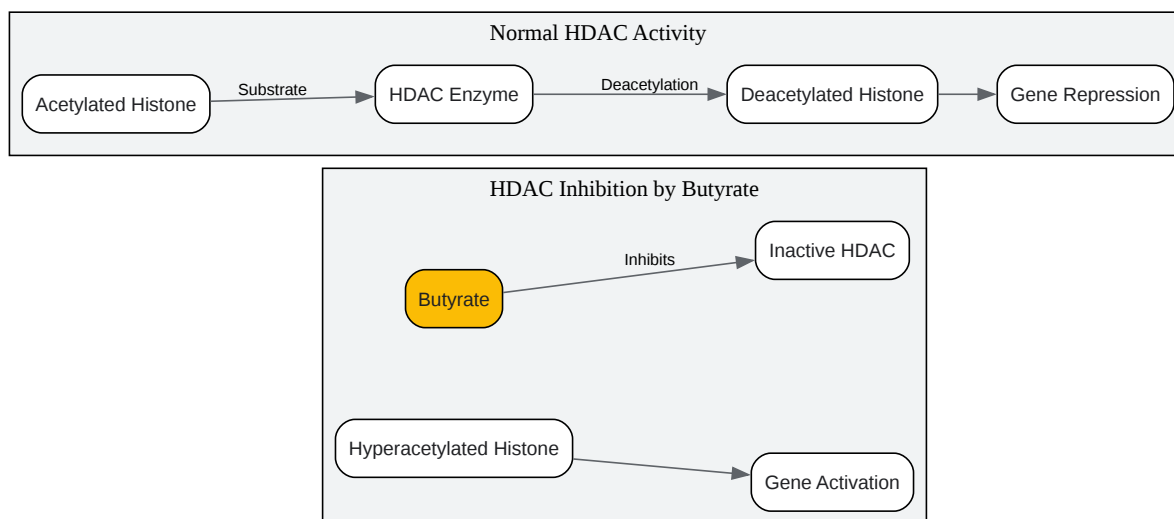 Normal HDAC Activity
Acetylated Histone
Substrate
HDAC Enzyme
Deacetylation
Deacetylated Histone
Gene Repression
HDAC Inhibition by Butyrate
Butyrate
Inhibits
Inactive HDAC
Hyperacetylated Histone
Gene Activation